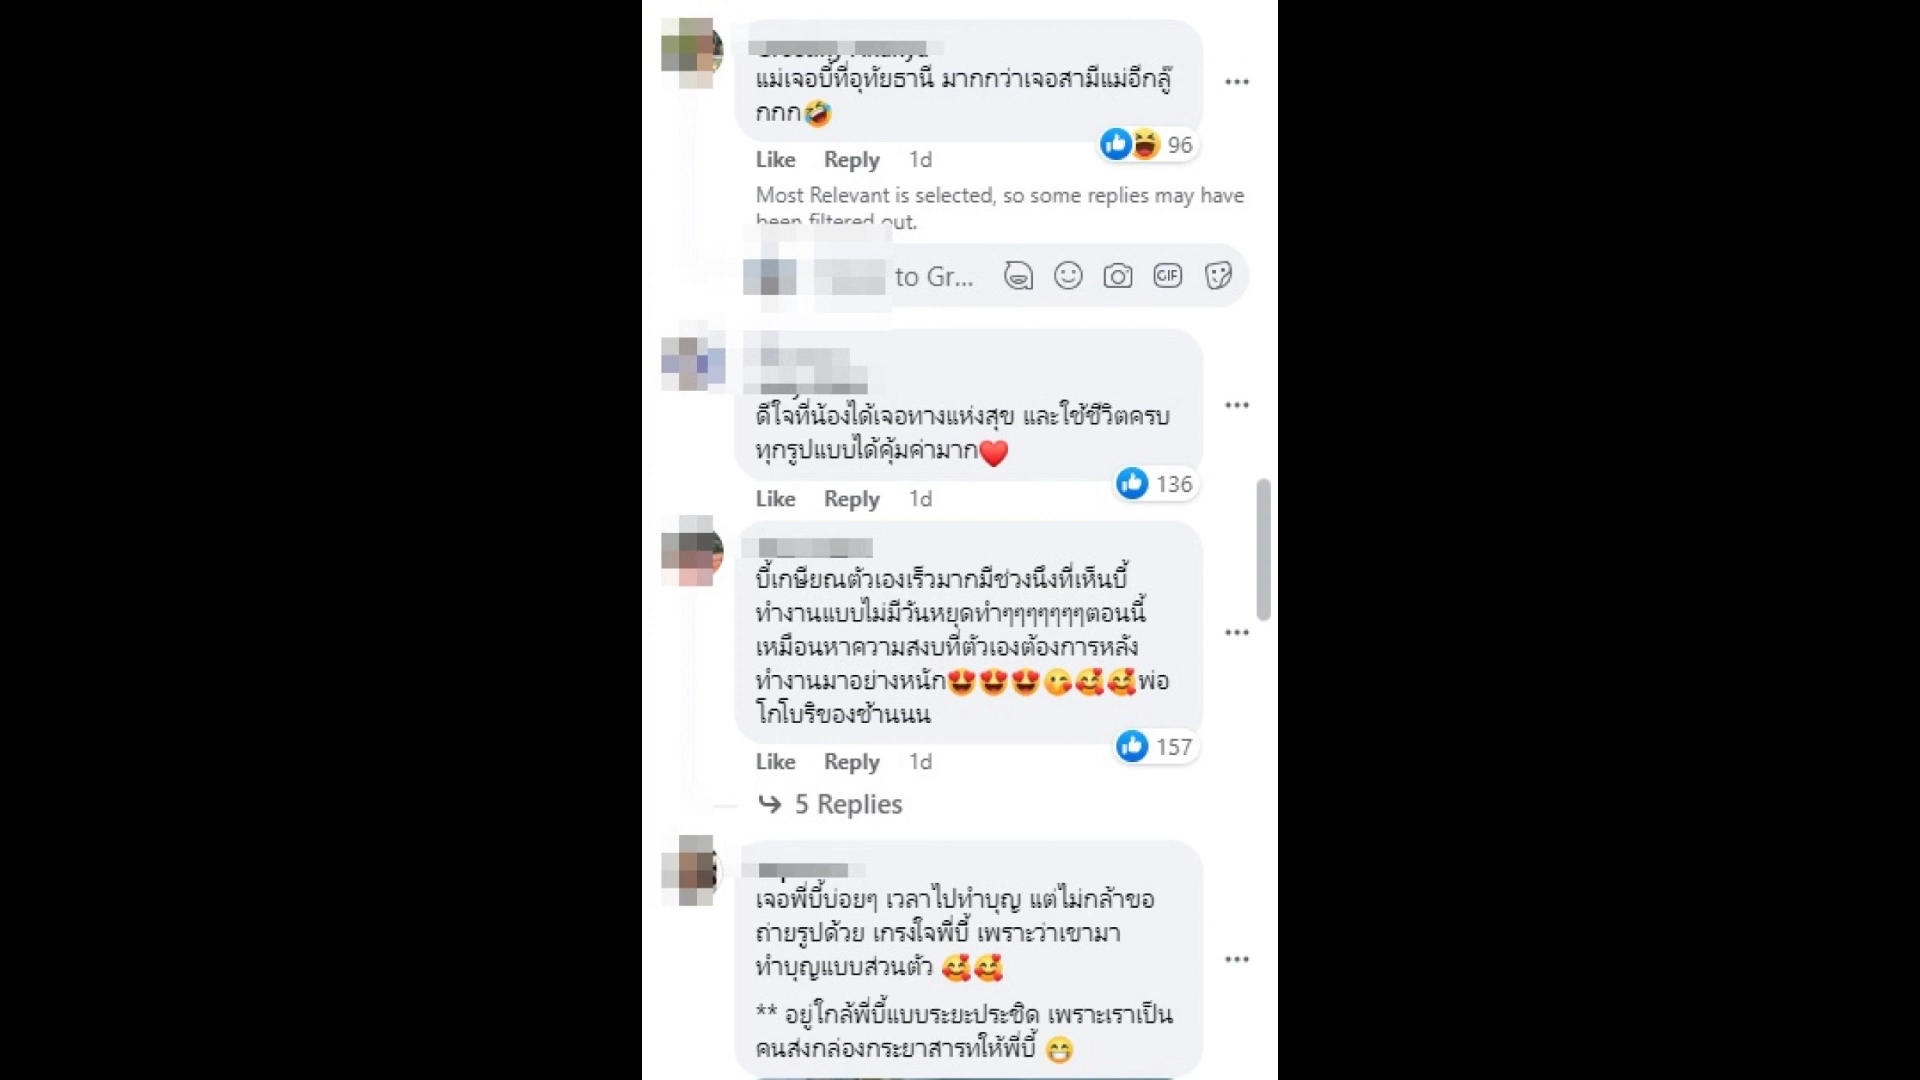 แม่เจอบี้ที่อุทัยธานี มากกว่าเจอสามีแม่อีกลู๊
กกก🤣
96
Like Reply 1d
Most Relevant is selected, so some replies may have
been filtered out.
to Gr...
GIF
ดีใจที่น้องได้เจอทางแห่งสุข และใช้ชีวิตครบ
ทุกรูปแบบได้คุ้มค่ามาก❤️
136
Like Reply 1d
บี้เกษียณตัวเองเร็วมากมีช่วงนึงที่เห็นบี้
ทำงานแบบไม่มีวันหยุดทำๆๆๆๆๆๆๆตอนนี้
เหมือนหาความสงบที่ตัวเองต้องการหลัง
ทำงานมาอย่างหนัก😍😍😍😘🥰🥰พ่อ
โกโบริของช้านนน
157
Like Reply 1d
5 Replies
เจอพี่บี้บ่อยๆ เวลาไปทำบุญ แต่ไม่กล้าขอ
ถ่ายรูปด้วย เกรงใจพี่บี้ เพราะว่าเขามา
ทำบุญแบบส่วนตัว 🥰🥰
** อยู่ใกล้พี่บี้แบบระยะประชิด เพราะเราเป็น
คนส่งกล่องกระยาสารทให้พี่บี้ 😁